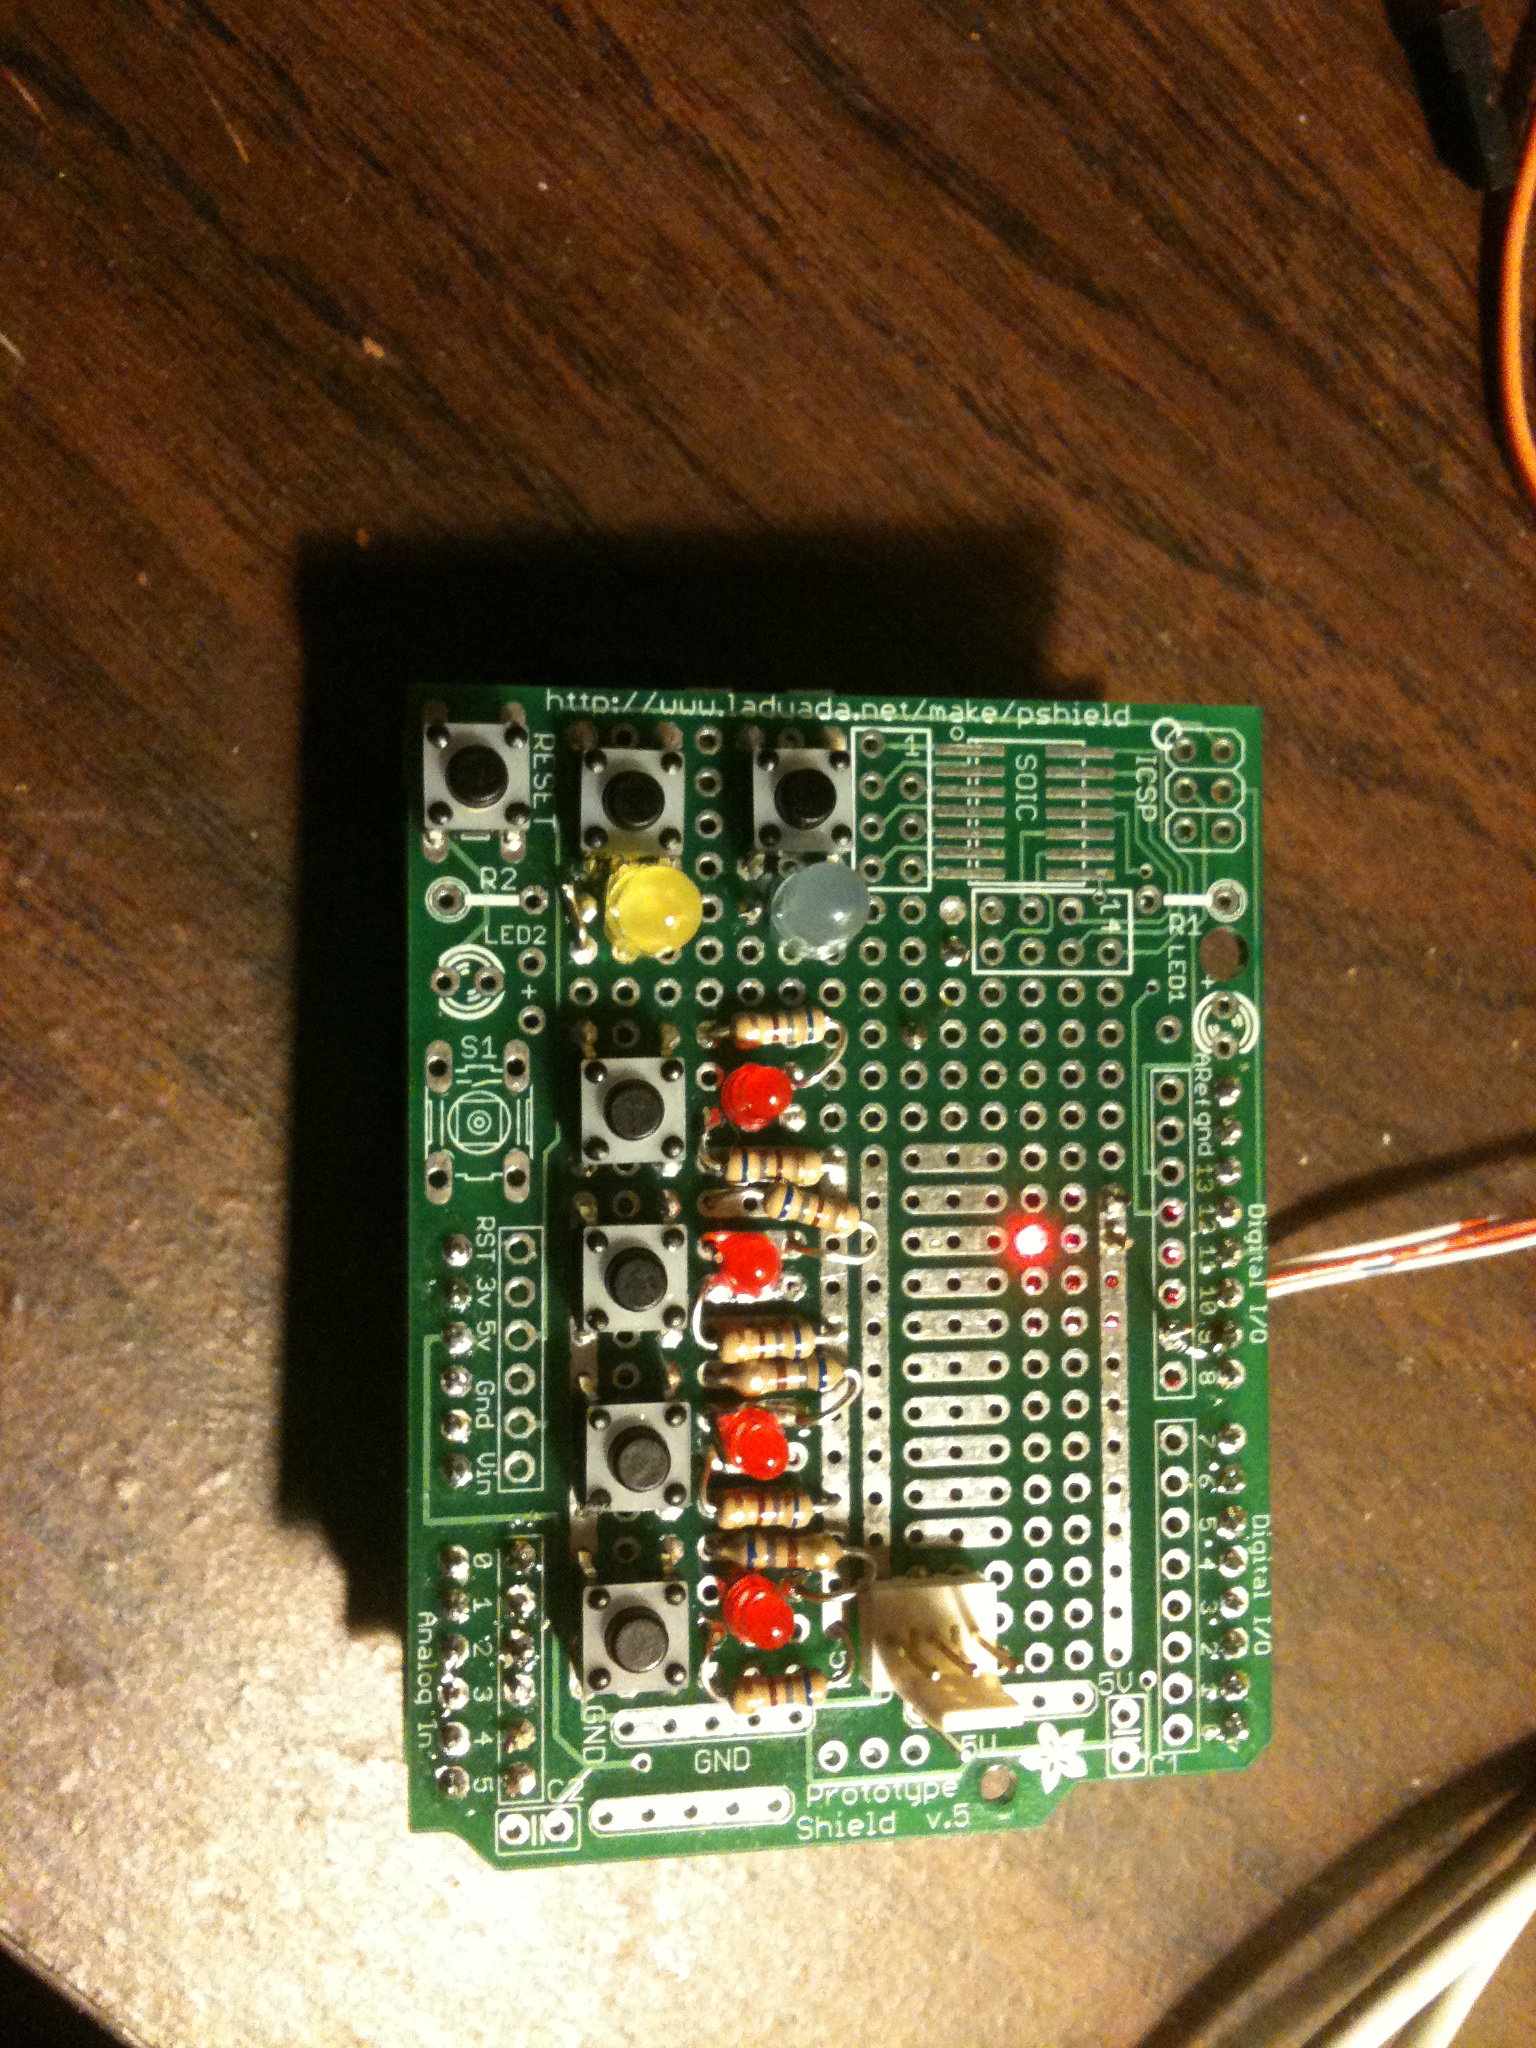 http://www.ladyada.net/make/pshield
RESET
1
SOIC
ICSP
R2
14
R1
LED2
LED1
+
+
S1
ARef gnd 13 12 11 10 9 8
Digital I/O
RST 3v 5v Gnd Vin
7 6 5 4 3 2
Digital I/O
0 1 2 3 4 5
Analog In
5V
GND
GND
5V
C1
C2
Prototype
Shield v.5